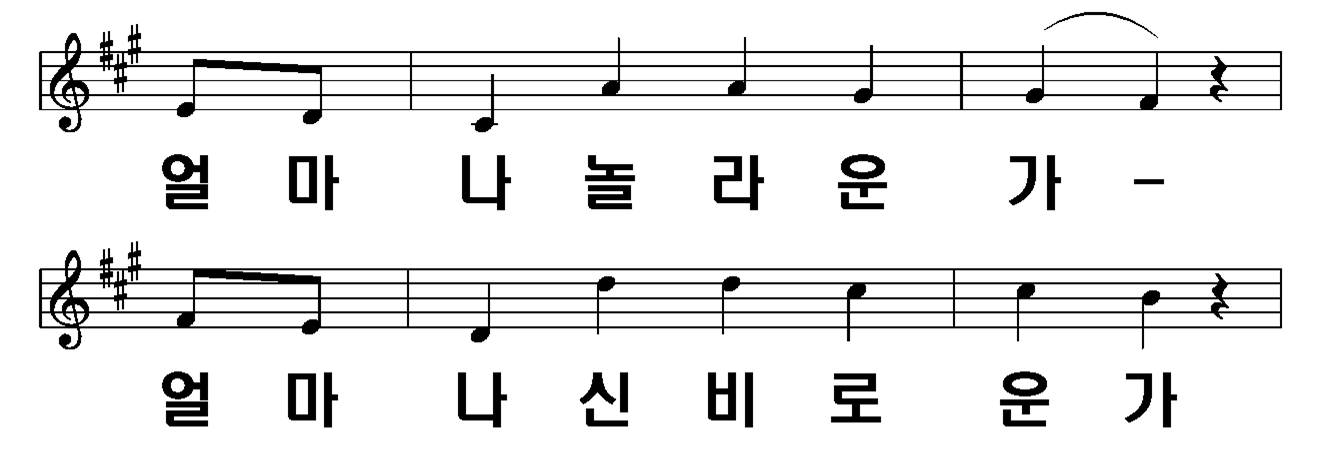 얼 마 나 놀 라 운 가 -
얼 마 나 신 비 로 운 가